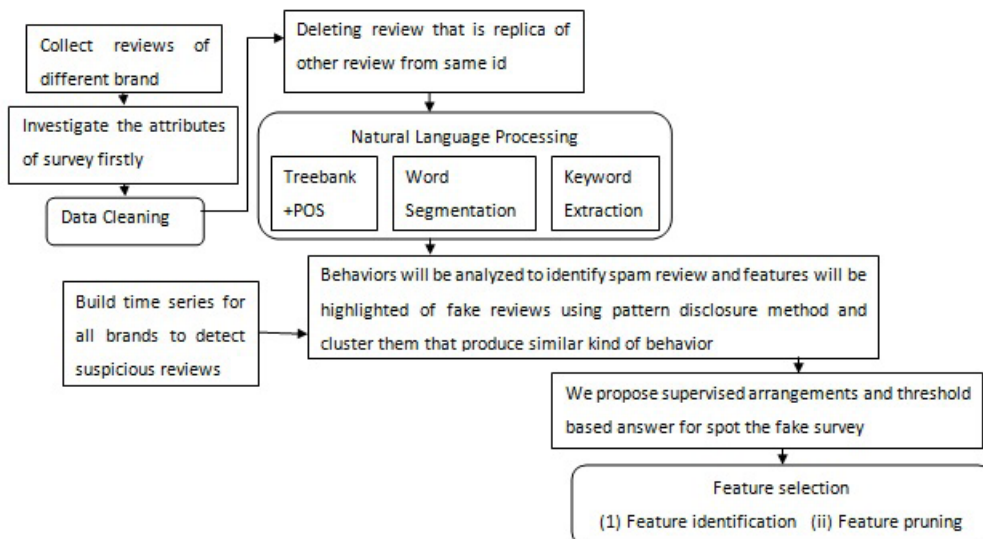 Collect reviews of
different brand
Investigate the attributes
of survey firstly
Data Cleaning
Deleting review that is replica of
other review from same id
Natural Language Processing
Treebank
+POS
Word
Segmentation
Keyword
Extraction
Build time series for
all brands to detect
suspicious reviews
Behaviors will be analyzed to identify spam review and features will be
highlighted of fake reviews using pattern disclosure method and
cluster them that produce similar kind of behavior
We propose supervised arrangements and threshold
based answer for spot the fake survey
Feature selection
(1) Feature identification (ii) Feature pruning